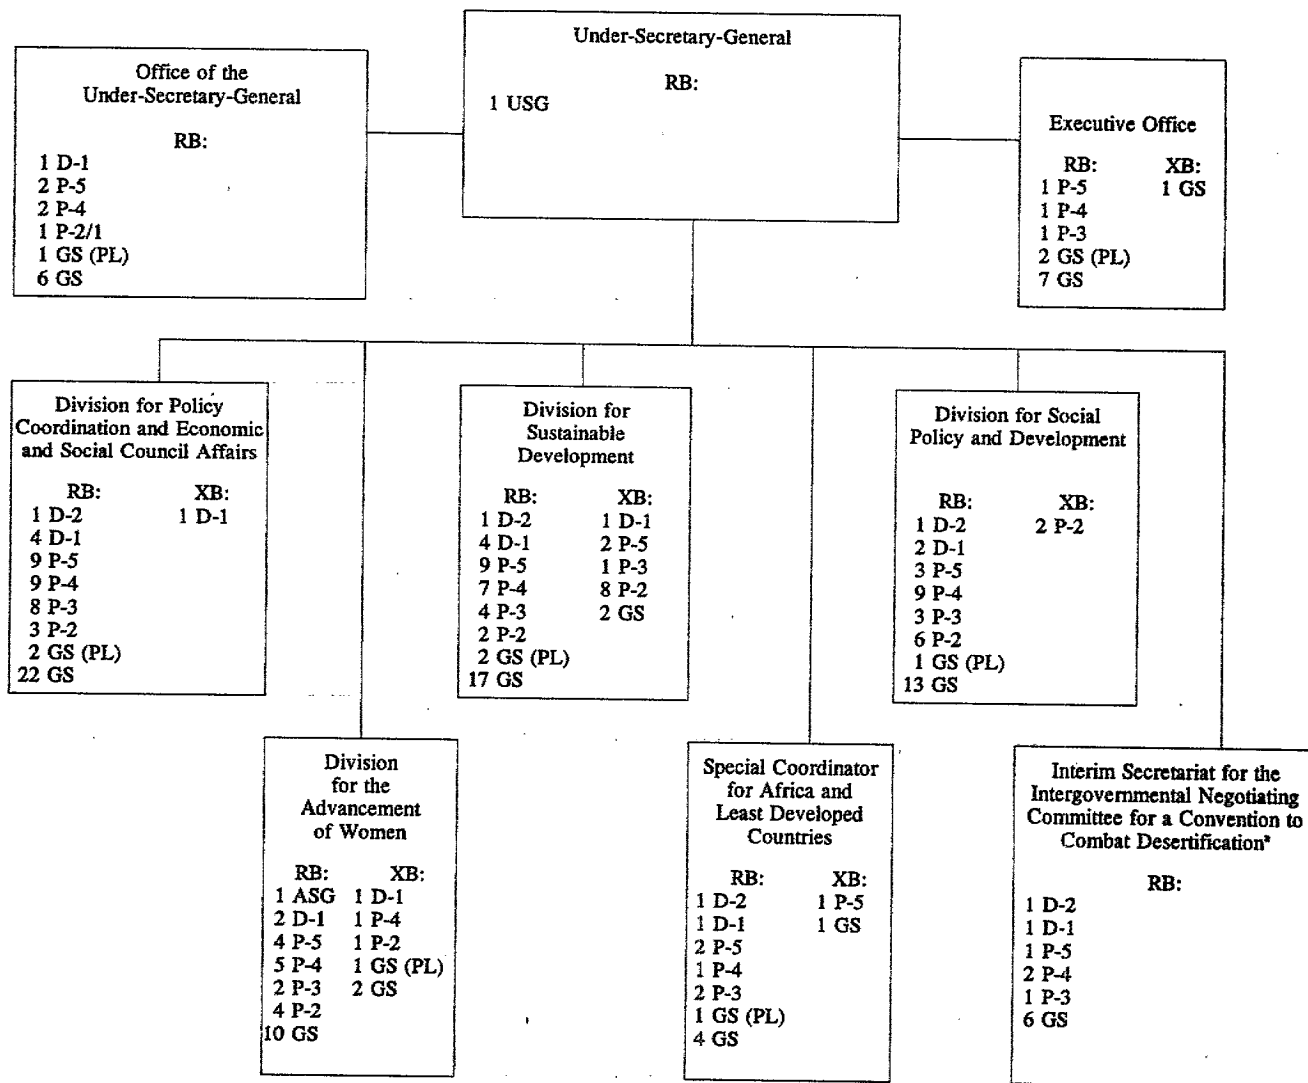 Under-Secretary-General
RB:
1 USG
Office of the
Under-Secretary-General
RB:
1 D-1
2 P-5
2 P-4
1 P-2/1
1 GS (PL)
6 GS
Executive Office
RB: XB:
1 P-5 1 GS
1 P-4
1 P-3
2 GS (PL)
7 GS
Division for Policy
Coordination and Economic
and Social Council Affairs
RB: XB:
1 D-2 1 D-1
4 D-1
9 P-5
9 P-4
8 P-3
3 P-2
2 GS (PL)
22 GS
Division for
Sustainable
Development
RB: XB:
1 D-2 1 D-1
4 D-1 2 P-5
9 P-5 1 P-3
7 P-4 8 P-2
4 P-3 2 GS
2 P-2
2 GS (PL)
17 GS
Division for Social
Policy and Development
RB: XB:
1 D-2 2 P-2
2 D-1
3 P-5
9 P-4
3 P-3
6 P-2
1 GS (PL)
13 GS
Division
for the
Advancement
of Women
RB: XB:
1 ASG 1 D-1
2 D-1 1 P-4
4 P-5 1 P-2
5 P-4 1 GS (PL)
2 P-3 2 GS
4 P-2
10 GS
Special Coordinator
for Africa and
Least Developed
Countries
RB: XB:
1 D-2 1 P-5
1 D-1 1 GS
2 P-5
1 P-4
2 P-3
1 GS (PL)
4 GS
Interim Secretariat for the
Intergovernmental Negotiating
Committee for a Convention to
Combat Desertification*
RB:
1 D-2
1 D-1
1 P-5
2 P-4
1 P-3
6 GS